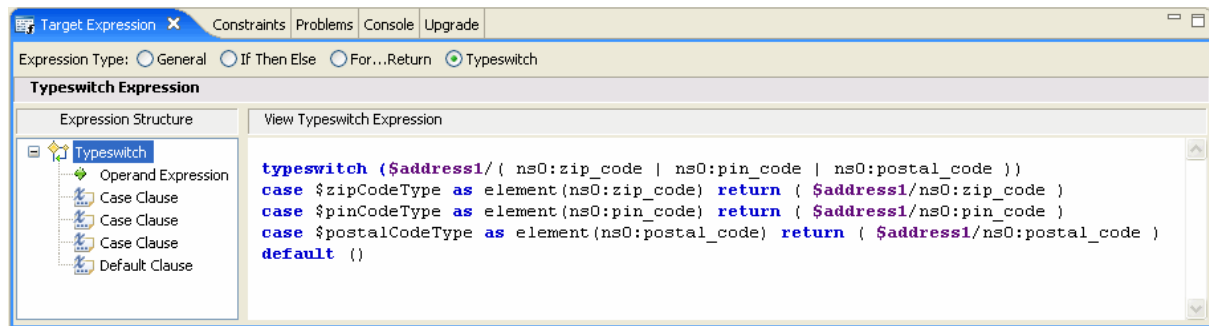 Target Expression Constraints Problems Console Upgrade
Expression Type: General If Then Else For...Return Typeswitch
Typeswitch Expression
Expression Structure
Typeswitch
Operand Expression
Case Clause
Case Clause
Case Clause
Default Clause
View Typeswitch Expression
typeswitch ($address1/( ns0:zip_code | ns0:pin_code | ns0:postal_code ))
case $zipCodeType as element(ns0:zip_code) return ( $address1/ns0:zip_code )
case $pinCodeType as element(ns0:pin_code) return ( $address1/ns0:pin_code )
case $postalCodeType as element(ns0:postal_code) return ( $address1/ns0:postal_code )
default ()